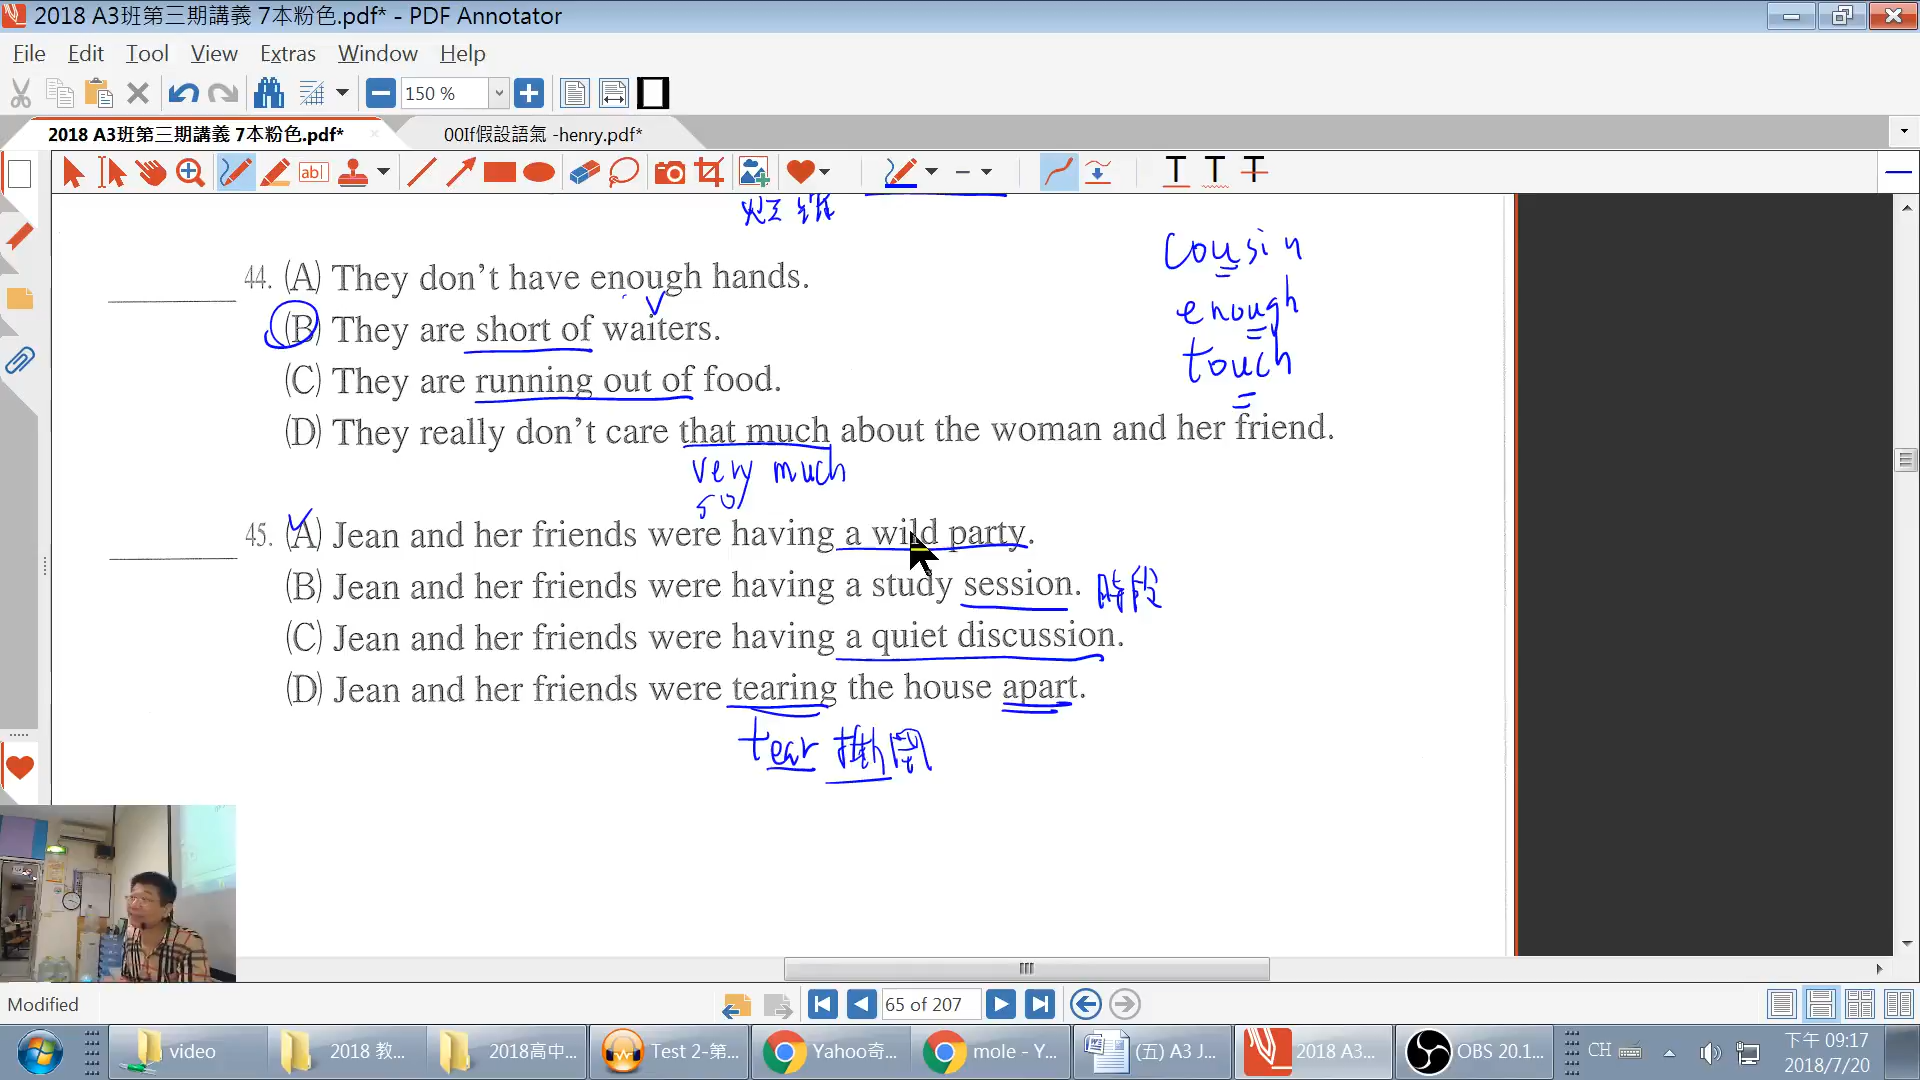 2018 A3班第三期講義 7本粉色.pdf* - PDF Annotator
File Edit Tool View Extras Window Help
150 %
2018 A3班第三期講義 7本粉色.pdf*
00If假設語氣 -henry.pdf*
ab
T T T
cousin
44. (A) They don't have enough hands.
enough
(B) They are short of waiters.
touch
(C) They are running out of food.
(D) They really don't care that much about the woman and her friend.
very much
so
45. (A) Jean and her friends were having a wild party.
(B) Jean and her friends were having a study session. 時段
(C) Jean and her friends were having a quiet discussion.
(D) Jean and her friends were tearing the house apart.
tear 撕開
Modified
65 of 207
video
2018 教...
2018高中...
Test 2-第...
Yahoo奇...
mole - Y...
(五) A3 J...
2018 A3...
OBS 20.1...
CH
下午 09:17
2018/7/20